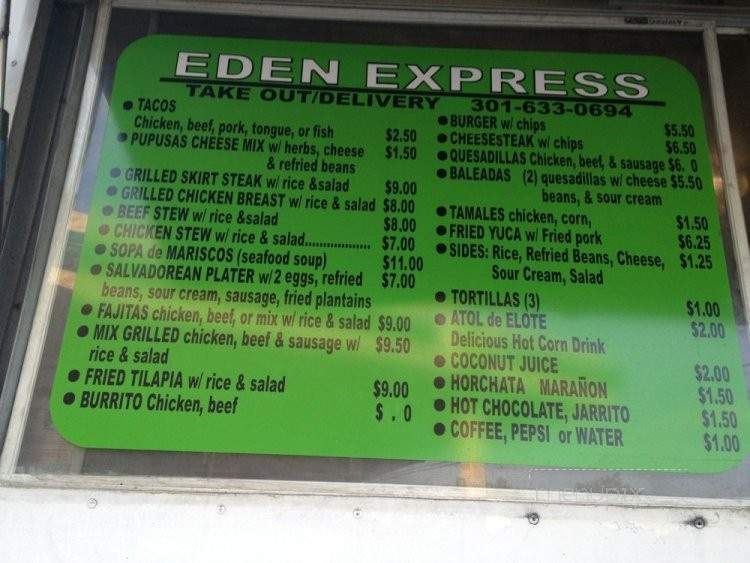 EDEN EXPRESS
TAKE OUT/DELIVERY 301-633-0694
● TACOS
Chicken, beef, pork, tongue, or fish $2.50
● PUPUSAS CHEESE MIX w/ herbs, cheese $1.50
& refried beans
● GRILLED SKIRT STEAK w/ rice &salad $9.00
● GRILLED CHICKEN BREAST w/ rice & salad $8.00
● BEEF STEW w/ rice &salad $8.00
● CHICKEN STEW w/ rice & salad................. $7.00
● SOPA de MARISCOS (seafood soup) $11.00
● SALVADOREAN PLATER w/ 2 eggs, refried $7.00
beans, sour cream, sausage, fried plantains
● FAJITAS chicken, beef, or mix w/ rice & salad $9.00
● MIX GRILLED chicken, beef & sausage w/ $9.50
rice & salad
● FRIED TILAPIA w/ rice & salad $9.00
● BURRITO Chicken, beef $ . 0
● BURGER w/ chips $5.50
● CHEESESTEAK w/ chips $6.50
● QUESADILLAS Chicken, beef, & sausage $6. 0
● BALEADAS (2) quesadillas w/ cheese $5.50
beans, & sour cream
● TAMALES chicken, corn, $1.50
● FRIED YUCA w/ Fried pork $6.25
● SIDES: Rice, Refried Beans, Cheese, $1.25
Sour Cream, Salad
● TORTILLAS (3) $1.00
● ATOL de ELOTE $2.00
Delicious Hot Corn Drink
● COCONUT JUICE $2.00
● HORCHATA MARAÑON $1.50
● HOT CHOCOLATE, JARRITO $1.50
● COFFEE, PEPSI or WATER $1.00